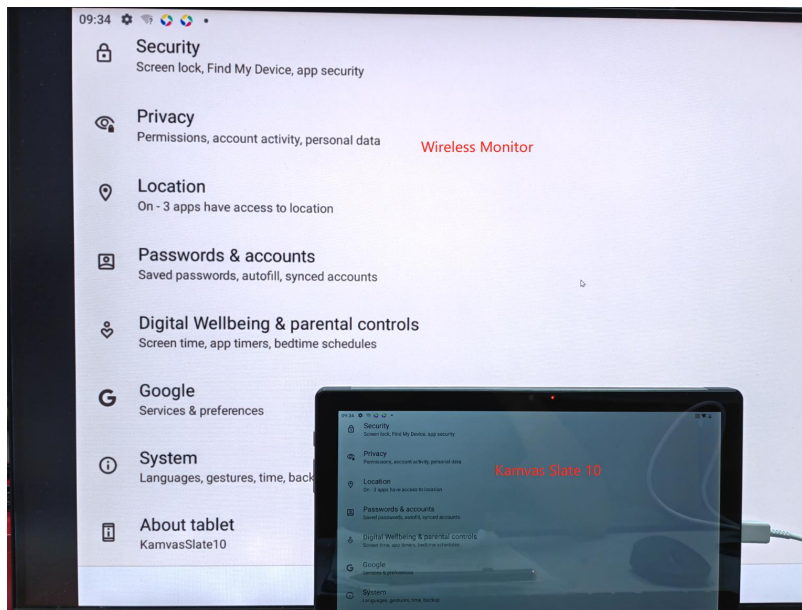 09:34
Security
Screen lock, Find My Device, app security
Privacy
Permissions, account activity, personal data
Wireless Monitor
Location
On - 3 apps have access to location
Passwords & accounts
Saved passwords, autofill, synced accounts
Digital Wellbeing & parental controls
Screen time, app timers, bedtime schedules
Google
Services & preferences
System
Languages, gestures, time, back
About tablet
KamvasSlate10
09:34
Security
Screen lock, Find My Device, app security
Privacy
Permissions, account activity, personal data
Kamvas Slate 10
Location
On - 3 apps have access to location
Passwords & accounts
Saved passwords, autofill, synced accounts
Digital Wellbeing & parental controls
Screen time, app timers, bedtime schedules
Google
Services & preferences
System
Languages, gestures, time, backup